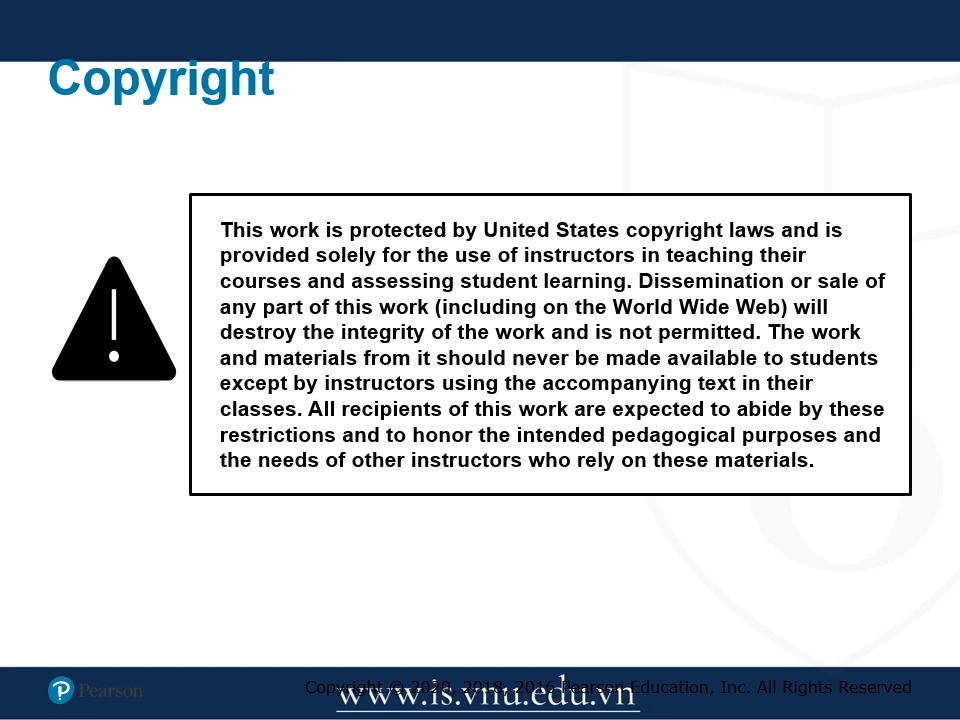 Copyright
This work is protected by United States copyright laws and is
provided solely for the use of instructors in teaching their
courses and assessing student learning. Dissemination or sale of
any part of this work (including on the World Wide Web) will
destroy the integrity of the work and is not permitted. The work
and materials from it should never be made available to students
except by instructors using the accompanying text in their
classes. All recipients of this work are expected to abide by these
restrictions and to honor the intended pedagogical purposes and
the needs of other instructors who rely on these materials.
Pearson
Copyright © 2020, 2018, 2016 Pearson Education, Inc. All Rights Reserved
www.is.vnu.edu.vn